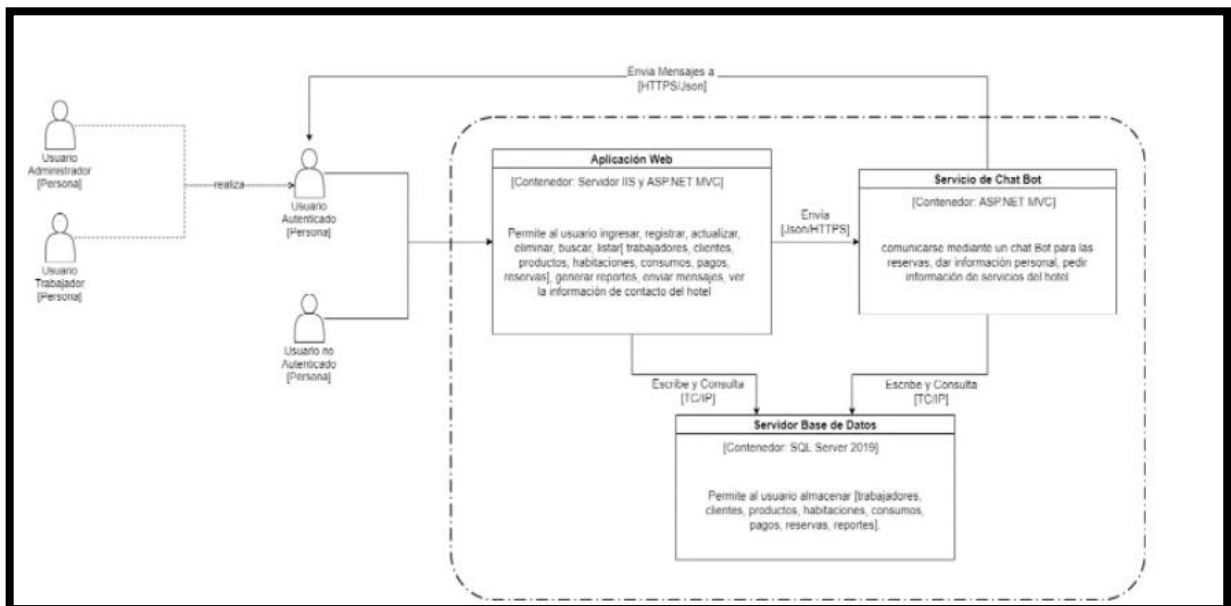 Envia Mensajes a
[HTTPS/Json]
Usuario
Administrador
[Persona]
realiza
Usuario
Autenticado
[Persona]
Usuario
Trabajador
[Persona]
Usuario no
Autenticado
[Persona]
Aplicación Web
[Contenedor: Servidor IIS y ASP.NET MVC]
Permite al usuario ingresar, registrar, actualizar,
eliminar, buscar, listar[ trabajadores, clientes,
productos, habitaciones, consumos, pagos,
reservas], generar reportes, enviar mensajes, ver
la información de contacto del hotel
Envía
[Json/HTTPS]
Servicio de Chat Bot
[Contenedor: ASP.NET MVC]
comunicarse mediante un chat Bot para las
reservas, dar información personal, pedir
información de servicios del hotel
Escribe y Consulta
[TC/IP]
Escribe y Consulta
[TC/IP]
Servidor Base de Datos
[Contenedor: SQL Server 2019]
Permite al usuario almacenar [trabajadores,
clientes, productos, habitaciones, consumos,
pagos, reservas, reportes].